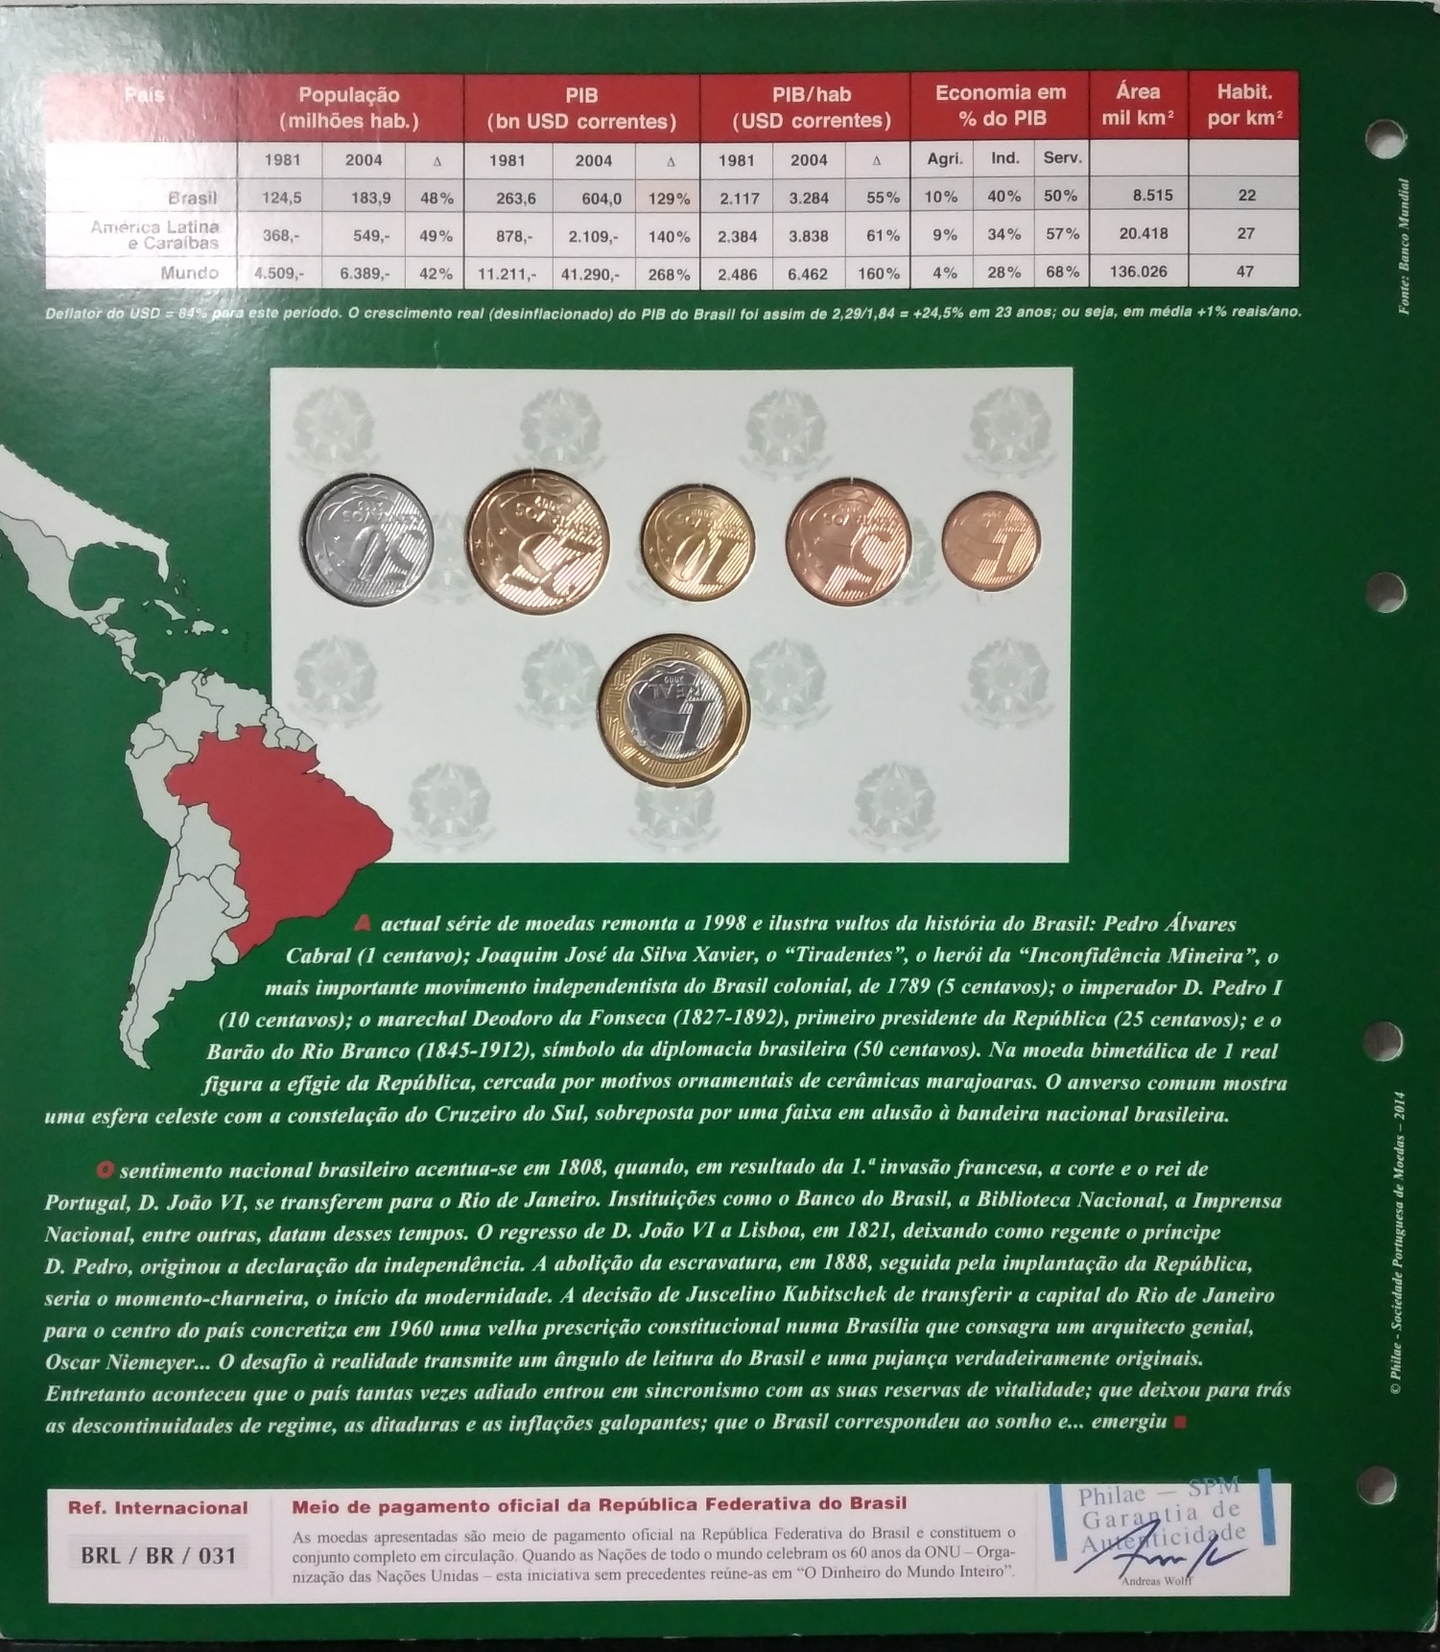 País População PIB PIB/hab Economia em Área Habit.
(milhões hab.) (bn USD correntes) (USD correntes) % do PIB mil km² por km²
1981 2004 Δ 1981 2004 Δ 1981 2004 Δ Agri. Ind. Serv.
Brasil 124,5 183,9 48% 263,6 604,0 129% 2.117 3.284 55% 10% 40% 50% 8.515 22
América Latina
e Caraíbas 368,- 549,- 49% 878,- 2.109,- 140% 2.384 3.838 61% 9% 34% 57% 20.418 27
Mundo 4.509,- 6.389,- 42% 11.211,- 41.290,- 268% 2.486 6.462 160% 4% 28% 68% 136.026 47
Deflator do USD = 84% para este período. O crescimento real (desinflacionado) do PIB do Brasil foi assim de 2,29/1,84 = +24,5% em 23 anos; ou seja, em média +1% reais/ano.
Fonte: Banco Mundial
50 CENTAVOS
25 CENTAVOS
10 CENTAVOS
5 CENTAVOS
1 CENTAVO
1 REAL
A actual série de moedas remonta a 1998 e ilustra vultos da história do Brasil: Pedro Álvares
Cabral (1 centavo); Joaquim José da Silva Xavier, o “Tiradentes”, o herói da “Inconfidência Mineira”, o
mais importante movimento independentista do Brasil colonial, de 1789 (5 centavos); o imperador D. Pedro I
(10 centavos); o marechal Deodoro da Fonseca (1827-1892), primeiro presidente da República (25 centavos); e o
Barão do Rio Branco (1845-1912), símbolo da diplomacia brasileira (50 centavos). Na moeda bimetálica de 1 real
figura a efígie da República, cercada por motivos ornamentais de cerâmicas marajoaras. O anverso comum mostra
uma esfera celeste com a constelação do Cruzeiro do Sul, sobreposta por uma faixa em alusão à bandeira nacional brasileira.
O sentimento nacional brasileiro acentua-se em 1808, quando, em resultado da 1.ª invasão francesa, a corte e o rei de
Portugal, D. João VI, se transferem para o Rio de Janeiro. Instituições como o Banco do Brasil, a Biblioteca Nacional, a Imprensa
Nacional, entre outras, datam desses tempos. O regresso de D. João VI a Lisboa, em 1821, deixando como regente o príncipe
D. Pedro, originou a declaração da independência. A abolição da escravatura, em 1888, seguida pela implantação da República,
seria o momento-charneira, o início da modernidade. A decisão de Juscelino Kubitschek de transferir a capital do Rio de Janeiro
para o centro do país concretiza em 1960 uma velha prescrição constitucional numa Brasília que consagra um arquitecto genial,
Oscar Niemeyer... O desafio à realidade transmite um ângulo de leitura do Brasil e uma pujança verdadeiramente originais.
Entretanto aconteceu que o país tantas vezes adiado entrou em sincronismo com as suas reservas de vitalidade; que deixou para trás
as descontinuidades de regime, as ditaduras e as inflações galopantes; que o Brasil correspondeu ao sonho e... emergiu
© Philae - Sociedade Portuguesa de Moedas – 2014
Ref. Internacional
BRL / BR / 031
Meio de pagamento oficial da República Federativa do Brasil
As moedas apresentadas são meio de pagamento oficial na República Federativa do Brasil e constituem o
conjunto completo em circulação. Quando as Nações de todo o mundo celebram os 60 anos da ONU – Orga-
nização das Nações Unidas – esta iniciativa sem precedentes reúne-as em “O Dinheiro do Mundo Inteiro”.
Philae — SPM
Garantia de
Autenticidade
Andreas Wolff